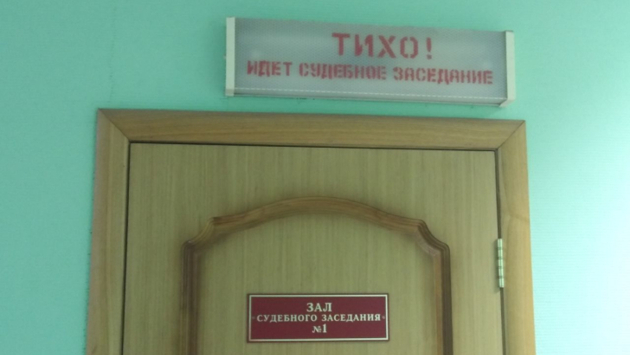 ТИХО!
ИДЕТ СУДЕБНОЕ ЗАСЕДАНИЕ
ЗАЛ
СУДЕБНОГО ЗАСЕДАНИЯ
№1